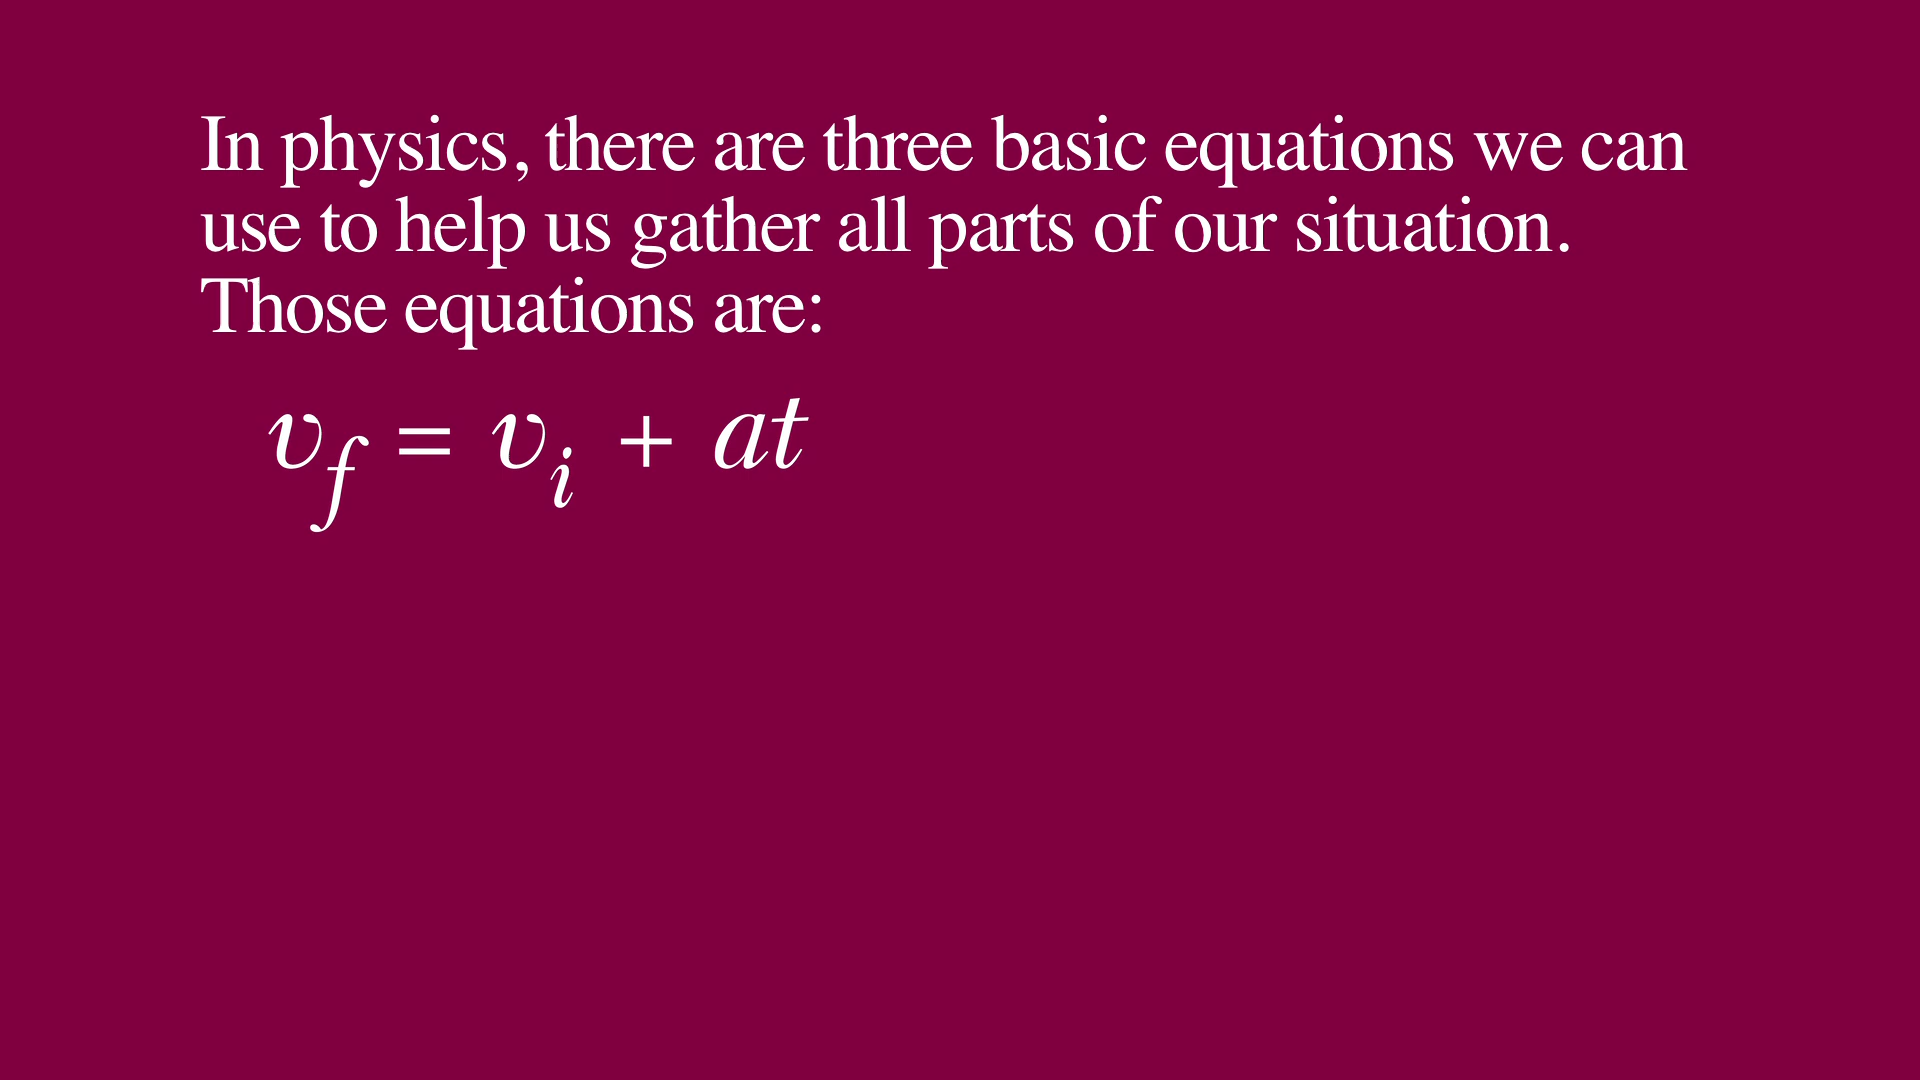 In physics, there are three basic equations we can
use to help us gather all parts of our situation.
Those equations are:
v_f = v_i + at